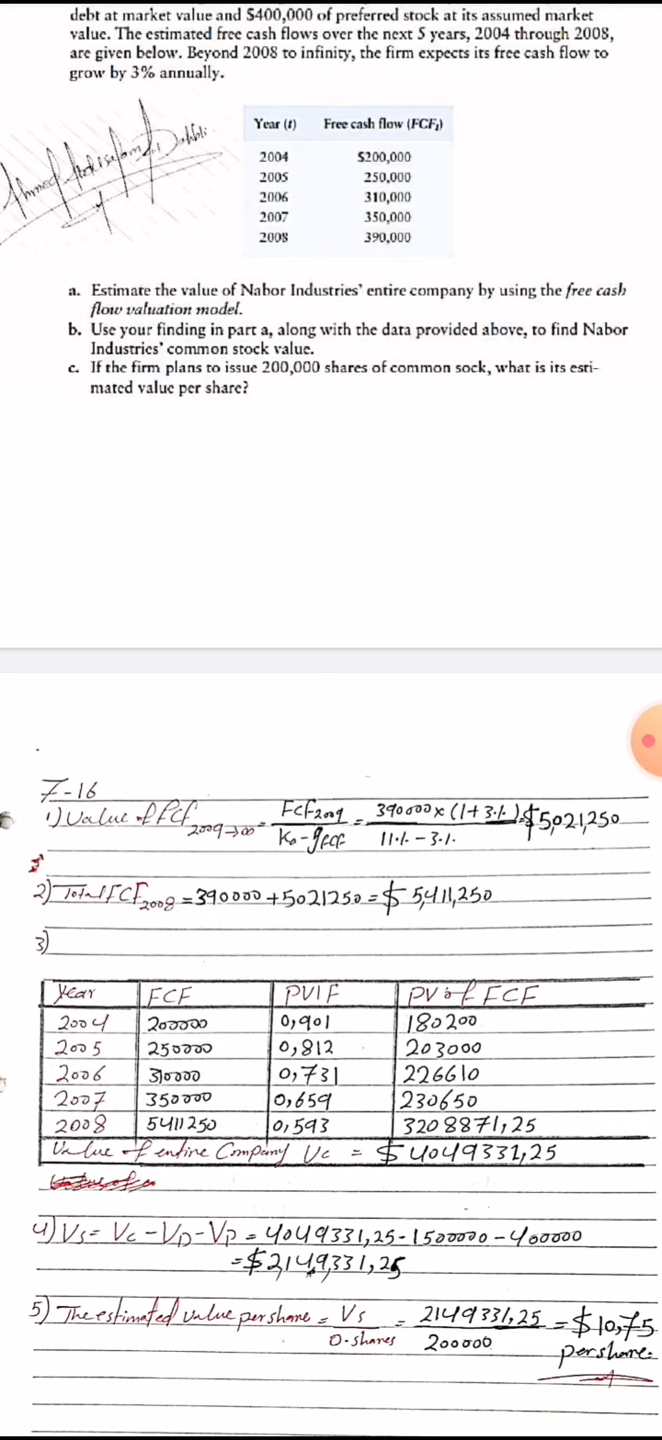 debt at market value and $400,000 of preferred stock at its assumed market
value. The estimated free cash flows over the next 5 years, 2004 through 2008,
are given below. Beyond 2008 to infinity, the firm expects its free cash flow to
grow by 3% annually.
Year (t) Free cash flow (FCFt)
2004 $200,000
2005 250,000
2006 310,000
2007 350,000
2008 390,000
a. Estimate the value of Nabor Industries' entire company by using the free cash
flow valuation model.
b. Use your finding in part a, along with the data provided above, to find Nabor
Industries' common stock value.
c. If the firm plans to issue 200,000 shares of common sock, what is its esti-
mated value per share?
7-16
1) Value of fcf 2009→∞ = FCF2009 / Ka-gFCF = 390000 x (1+3%) / 11% - 3% = $5,021,250
2) Total FCF2008 = 390000 + 5021250 = $ 5,411,250
3)
Year FCF PVIF PV of FCF
2004 200000 0,901 180200
2005 250000 0,812 203000
2006 310000 0,731 226610
2007 350000 0,659 230650
2008 5411250 0,593 3208871,25
Value of entire Company Vc = $ 4049331,25
4) Vs = Vc - VD - VP = 4049331,25 - 1500000 - 400000
= $2,149,331,25
5) The estimated value per share = Vs / O.shares = 2149331,25 / 200000 = $10,75
per share.